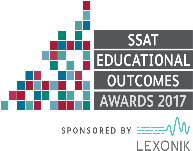 SSAT
EDUCATIONAL
OUTCOMES
AWARDS 2017
SPONSORED BY
LEXONIK